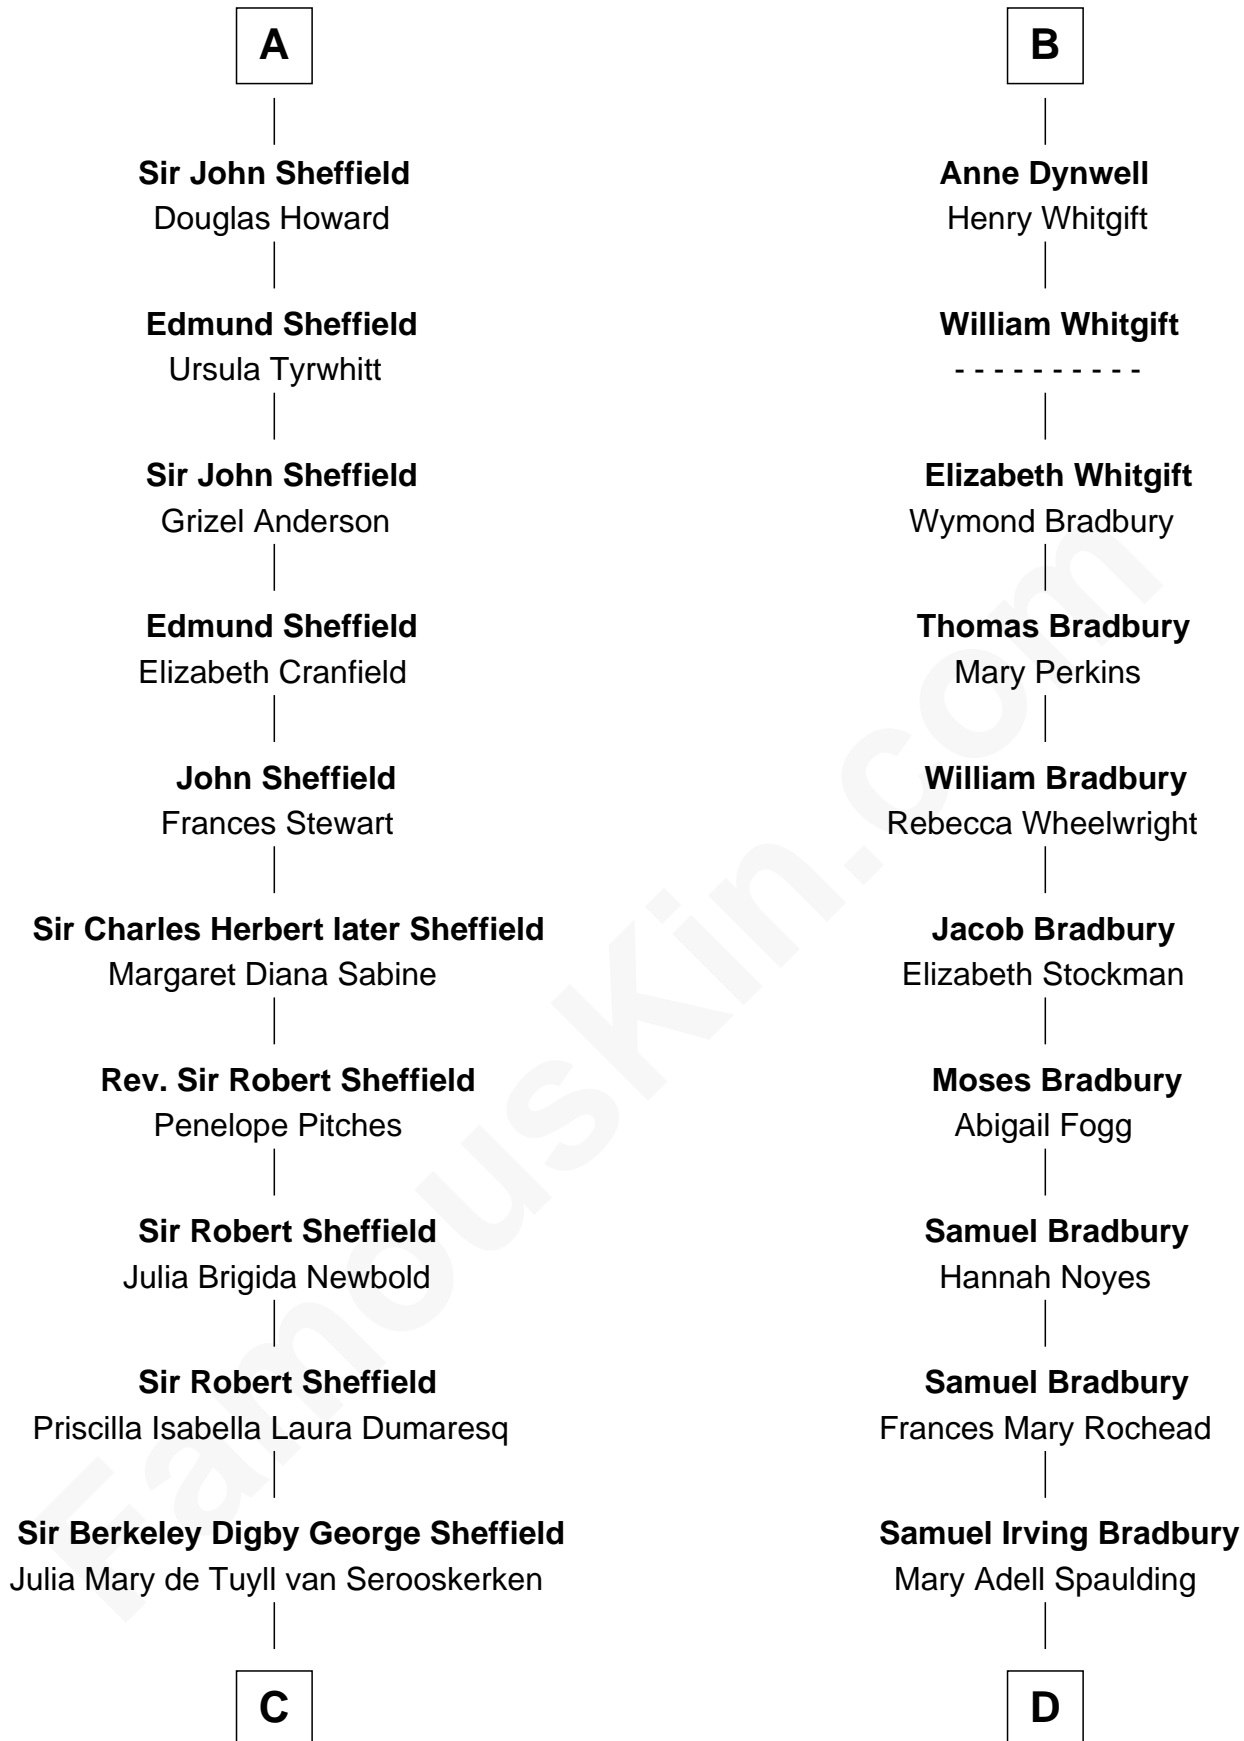 A
Sir John Sheffield
Douglas Howard
Edmund Sheffield
Ursula Tyrwhitt
Sir John Sheffield
Grizel Anderson
Edmund Sheffield
Elizabeth Cranfield
John Sheffield
Frances Stewart
Sir Charles Herbert later Sheffield
Margaret Diana Sabine
Rev. Sir Robert Sheffield
Penelope Pitches
Sir Robert Sheffield
Julia Brigida Newbold
Sir Robert Sheffield
Priscilla Isabella Laura Dumaresq
Sir Berkeley Digby George Sheffield
Julia Mary de Tuyll van Serooskerken
C
B
Anne Dynwell
Henry Whitgift
William Whitgift
- - - - - - - - - -
Elizabeth Whitgift
Wymond Bradbury
Thomas Bradbury
Mary Perkins
William Bradbury
Rebecca Wheelwright
Jacob Bradbury
Elizabeth Stockman
Moses Bradbury
Abigail Fogg
Samuel Bradbury
Hannah Noyes
Samuel Bradbury
Frances Mary Rochead
Samuel Irving Bradbury
Mary Adell Spaulding
D
FamousKin.com